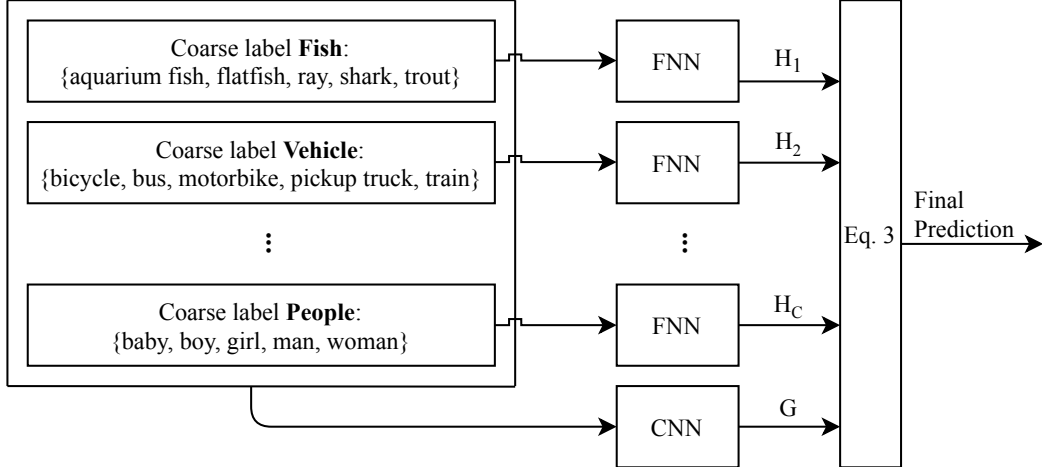 Coarse label Fish:
{aquarium fish, flatfish, ray, shark, trout}
FNN
H1
Coarse label Vehicle:
{bicycle, bus, motorbike, pickup truck, train}
FNN
H2
Eq. 3
Final
Prediction
Coarse label People:
{baby, boy, girl, man, woman}
FNN
HC
CNN
G